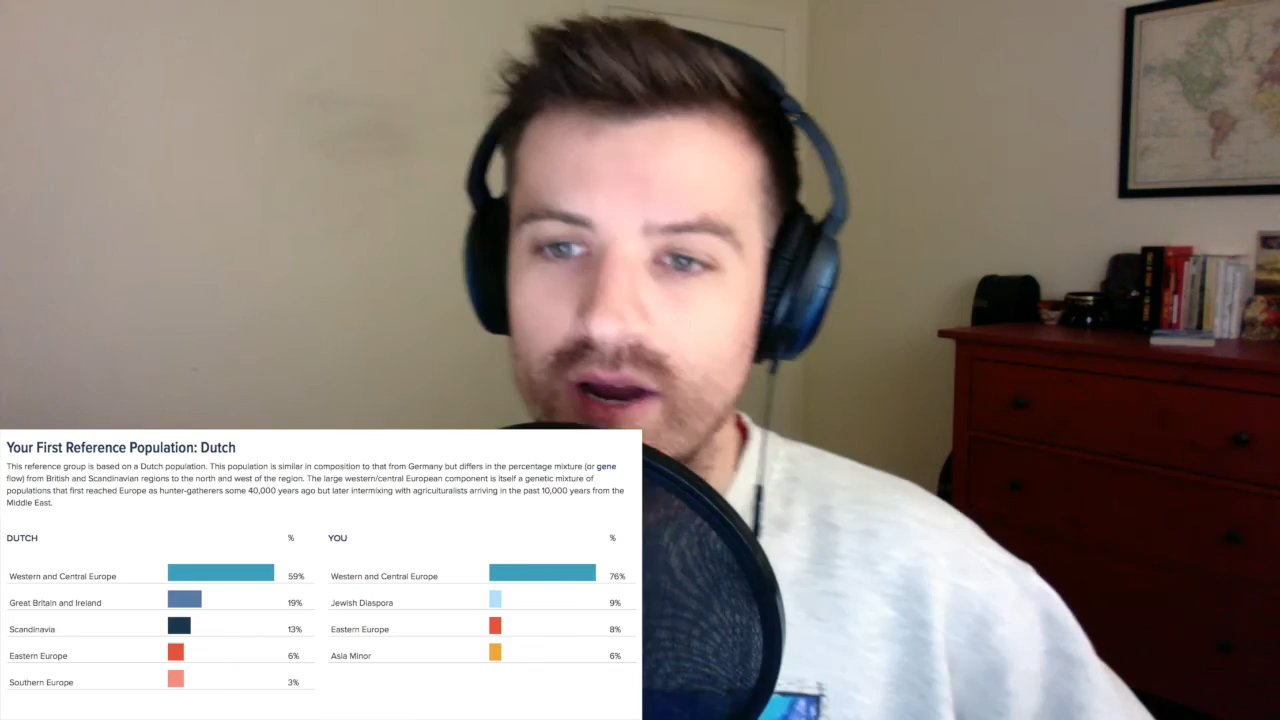 Your First Reference Population: Dutch
This reference group is based on a Dutch population. This population is similar in composition to that from Germany but differs in the percentage mixture (or gene
flow) from British and Scandinavian regions to the north and west of the region. The large western/central European component is itself a genetic mixture of
populations that first reached Europe as hunter-gatherers some 40,000 years ago but later intermixing with agriculturalists arriving in the past 10,000 years from the
Middle East.
DUTCH % YOU %
Western and Central Europe 59% Western and Central Europe 76%
Great Britain and Ireland 19% Jewish Diaspora 9%
Scandinavia 13% Eastern Europe 8%
Eastern Europe 6% Asia Minor 6%
Southern Europe 3%